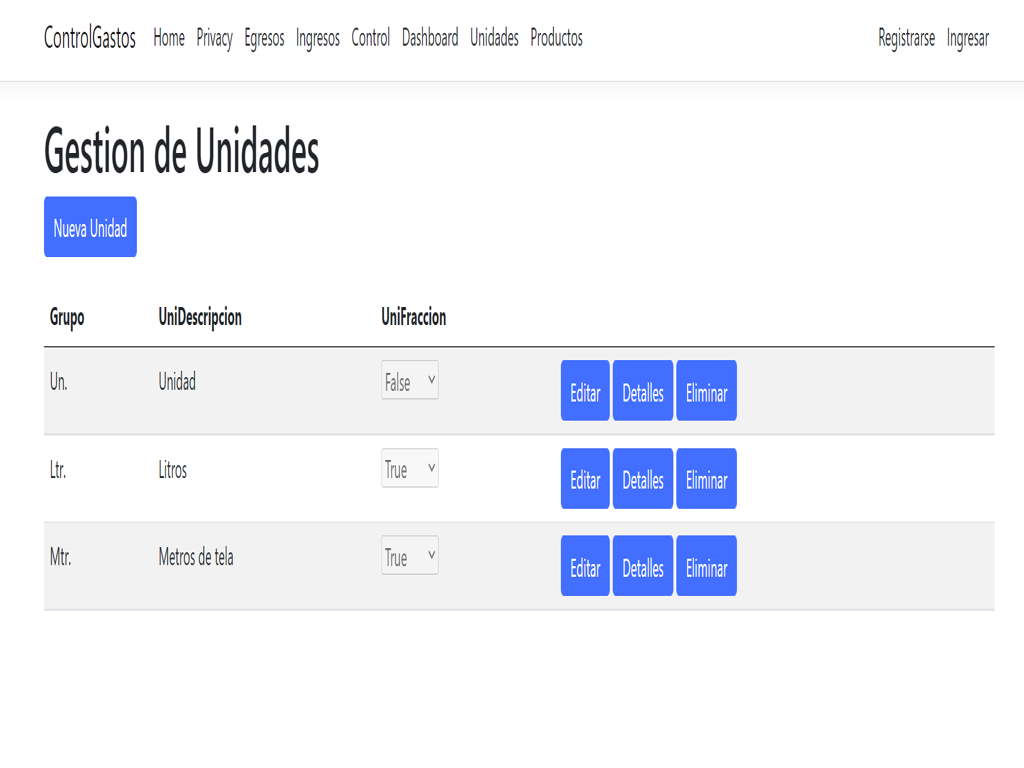 ControlGastos Home Privacy Egresos Ingresos Control Dashboard Unidades Productos Registrarse Ingresar
Gestion de Unidades
Nueva Unidad
Grupo UniDescripcion UniFraccion
Un. Unidad False Editar Detalles Eliminar
Ltr. Litros True Editar Detalles Eliminar
Mtr. Metros de tela True Editar Detalles Eliminar